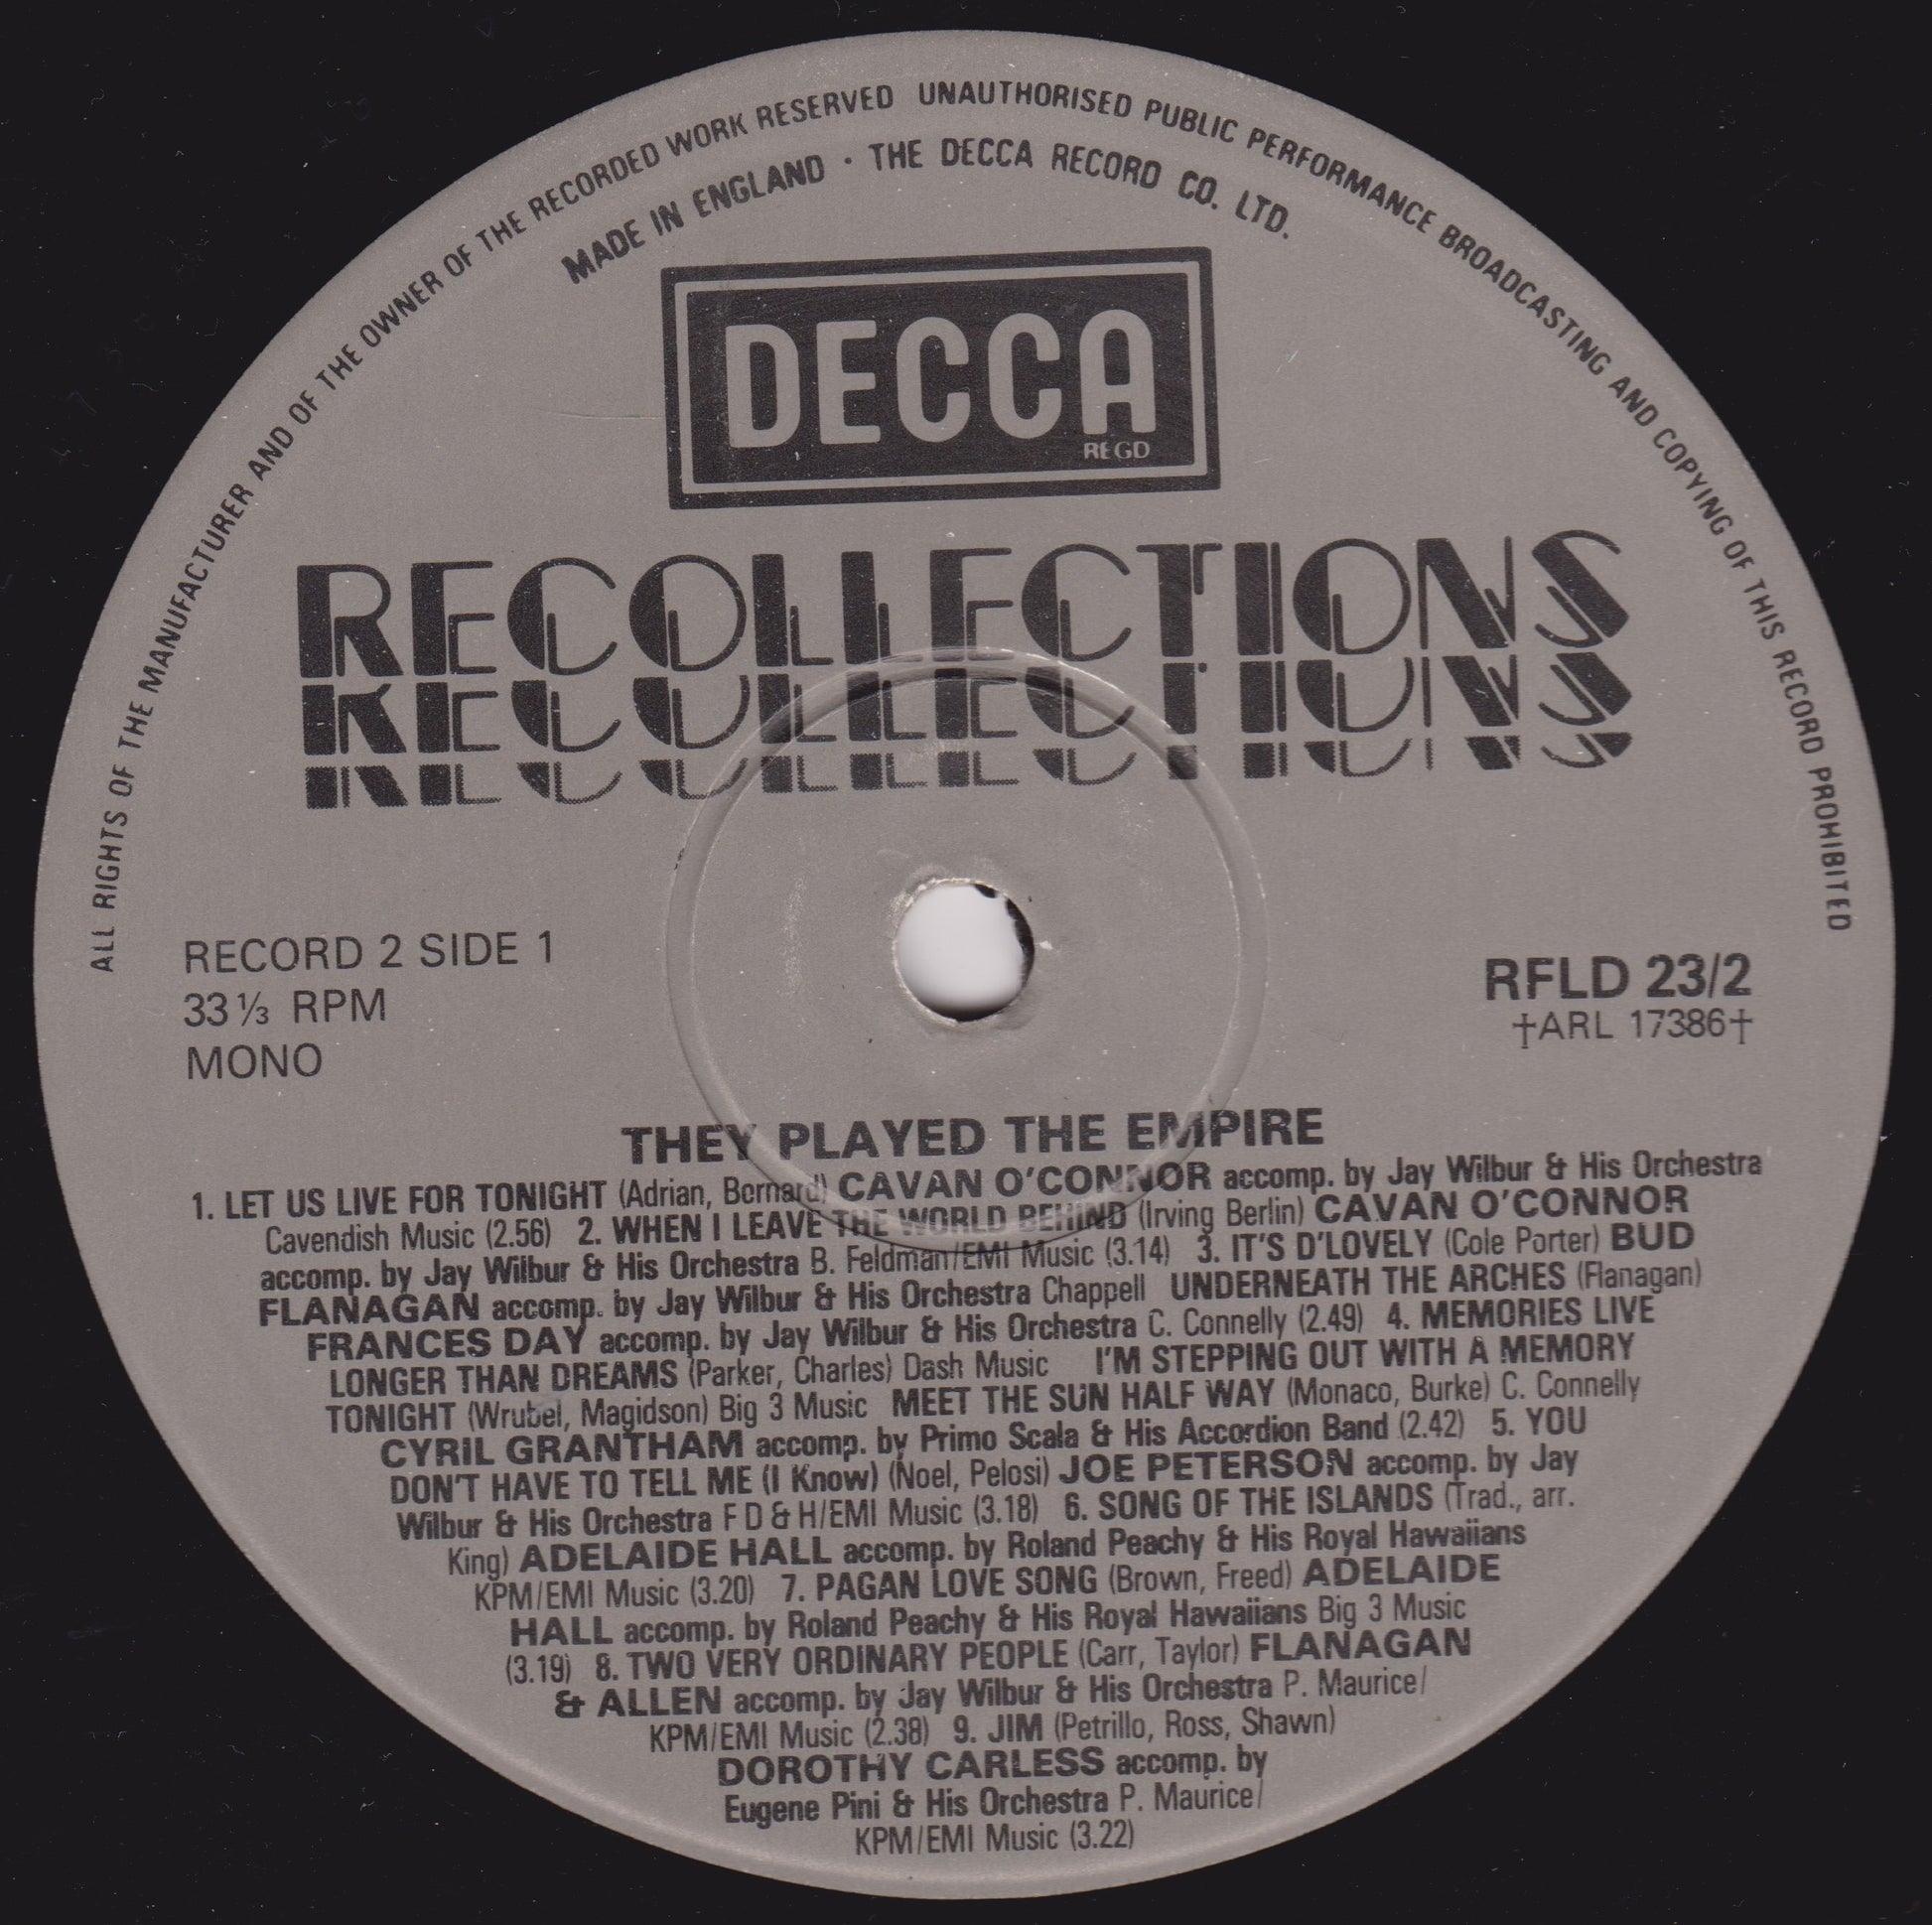 ALL RIGHTS OF THE MANUFACTURER AND OF THE OWNER OF THE RECORDED WORK RESERVED UNAUTHORISED PUBLIC PERFORMANCE BROADCASTING AND COPYING OF THIS RECORD PROHIBITED
MADE IN ENGLAND · THE DECCA RECORD CO. LTD.
DECCA
REGD
RECOLLECTIONS
RECOLLECTIONS
RECOLLECTIONS
RECORD 2 SIDE 1
33⅓ RPM
MONO
RFLD 23/2
†ARL 17386†
THEY PLAYED THE EMPIRE
1. LET US LIVE FOR TONIGHT (Adrian, Bernard) CAVAN O'CONNOR accomp. by Jay Wilbur & His Orchestra
Cavendish Music (2.56) 2. WHEN I LEAVE THE WORLD BEHIND (Irving Berlin) CAVAN O'CONNOR
accomp. by Jay Wilbur & His Orchestra B. Feldman/EMI Music (3.14) 3. IT'S D'LOVELY (Cole Porter) BUD
FLANAGAN accomp. by Jay Wilbur & His Orchestra Chappell UNDERNEATH THE ARCHES (Flanagan)
FRANCES DAY accomp. by Jay Wilbur & His Orchestra C. Connelly (2.49) 4. MEMORIES LIVE
LONGER THAN DREAMS (Parker, Charles) Dash Music I'M STEPPING OUT WITH A MEMORY
TONIGHT (Wrubel, Magidson) Big 3 Music MEET THE SUN HALF WAY (Monaco, Burke) C. Connelly
CYRIL GRANTHAM accomp. by Primo Scala & His Accordion Band (2.42) 5. YOU
DON'T HAVE TO TELL ME (I Know) (Noel, Pelosi) JOE PETERSON accomp. by Jay
Wilbur & His Orchestra F D & H/EMI Music (3.18) 6. SONG OF THE ISLANDS (Trad., arr.
King) ADELAIDE HALL accomp. by Roland Peachy & His Royal Hawaiians
KPM/EMI Music (3.20) 7. PAGAN LOVE SONG (Brown, Freed) ADELAIDE
HALL accomp. by Roland Peachy & His Royal Hawaiians Big 3 Music
(3.19) 8. TWO VERY ORDINARY PEOPLE (Carr, Taylor) FLANAGAN
& ALLEN accomp. by Jay Wilbur & His Orchestra P. Maurice/
KPM/EMI Music (2.38) 9. JIM (Petrillo, Ross, Shawn)
DOROTHY CARLESS accomp. by
Eugene Pini & His Orchestra P. Maurice/
KPM/EMI Music (3.22)